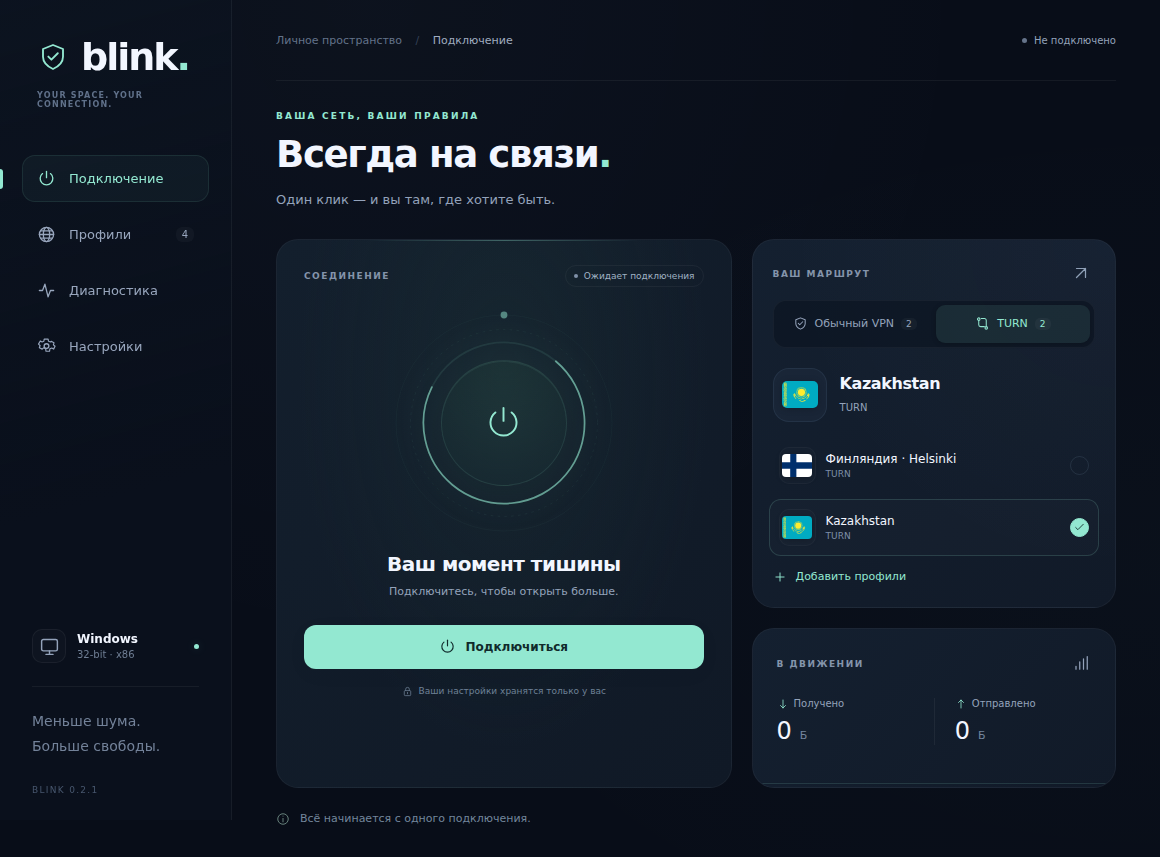 blink.
YOUR SPACE. YOUR
CONNECTION.
Подключение
Профили 4
Диагностика
Настройки
Windows
32-bit · x86
Меньше шума.
Больше свободы.
BLINK 0.2.1
Личное пространство / Подключение
Не подключено
ВАША СЕТЬ, ВАШИ ПРАВИЛА
Всегда на связи.
Один клик — и вы там, где хотите быть.
СОЕДИНЕНИЕ
Ожидает подключения
Ваш момент тишины
Подключитесь, чтобы открыть больше.
Подключиться
Ваши настройки хранятся только у вас
ВАШ МАРШРУТ
Обычный VPN 2
TURN 2
Kazakhstan
TURN
Финляндия · Helsinki
TURN
Kazakhstan
TURN
Добавить профили
В ДВИЖЕНИИ
Получено
0 Б
Отправлено
0 Б
Всё начинается с одного подключения.